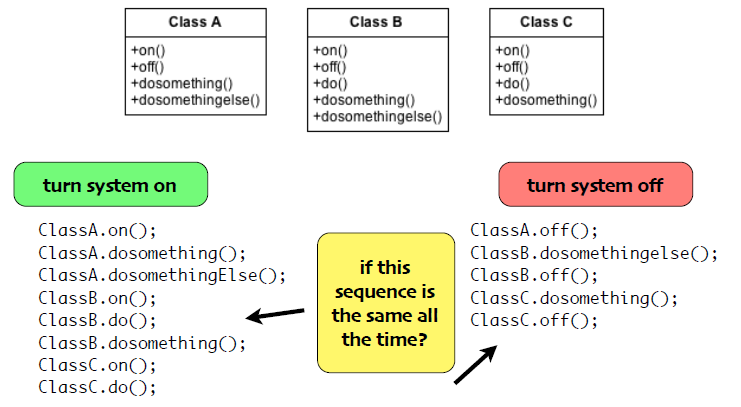 Class A
+on()
+off()
+dosomething()
+dosomethingelse()
Class B
+on()
+off()
+do()
+dosomething()
+dosomethingelse()
Class C
+on()
+off()
+do()
+dosomething()
turn system on
ClassA.on();
ClassA.dosomething();
ClassA.dosomethingElse();
ClassB.on();
ClassB.do();
ClassB.dosomething();
ClassC.on();
ClassC.do();
if this
sequence is
the same all
the time?
turn system off
ClassA.off();
ClassB.dosomethingelse();
ClassB.off();
ClassC.dosomething();
ClassC.off();